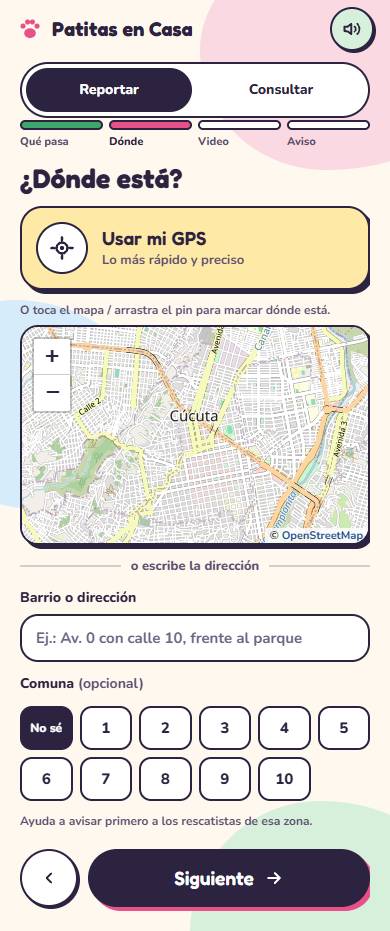 Patitas en Casa
Reportar
Consultar
Qué pasa
Dónde
Video
Aviso
¿Dónde está?
Usar mi GPS
Lo más rápido y preciso
O toca el mapa / arrastra el pin para marcar dónde está.
+
−
Calle 2
Cúcuta
Avenida 3
© OpenStreetMap
o escribe la dirección
Barrio o dirección
Ej.: Av. 0 con calle 10, frente al parque
Comuna (opcional)
No sé
1
2
3
4
5
6
7
8
9
10
Ayuda a avisar primero a los rescatistas de esa zona.
Siguiente →